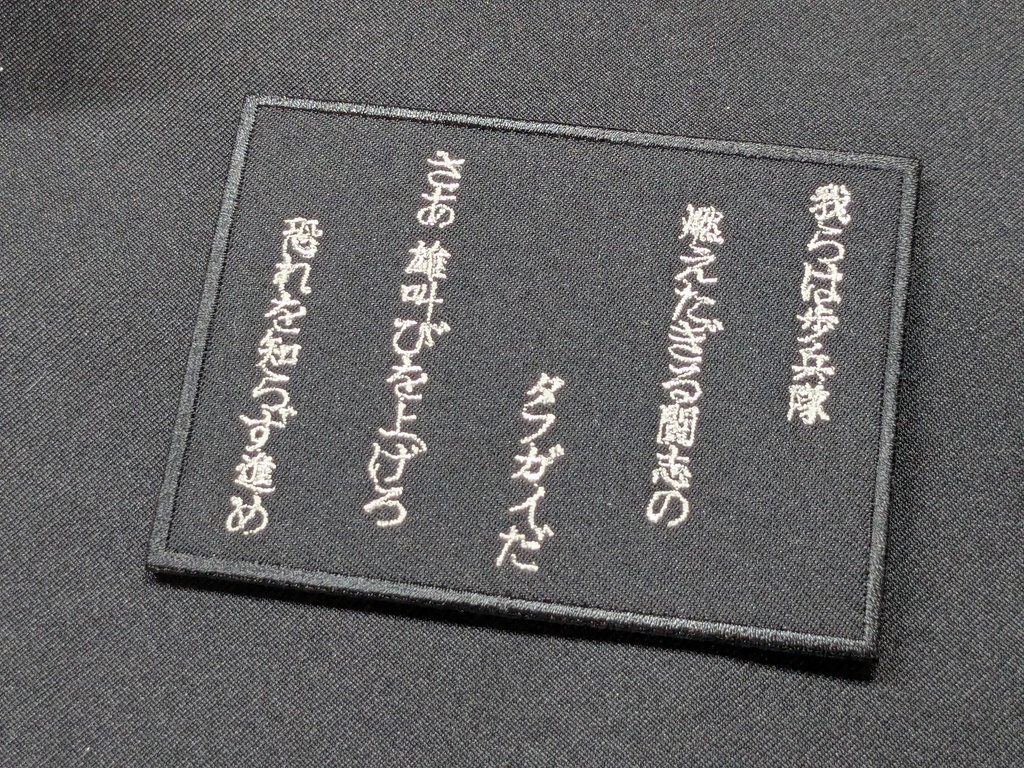 我らは歩兵隊
燃えたぎる闘志の
タフガイだ
さあ 雄叫びを上げろ
恐れを知らず進め